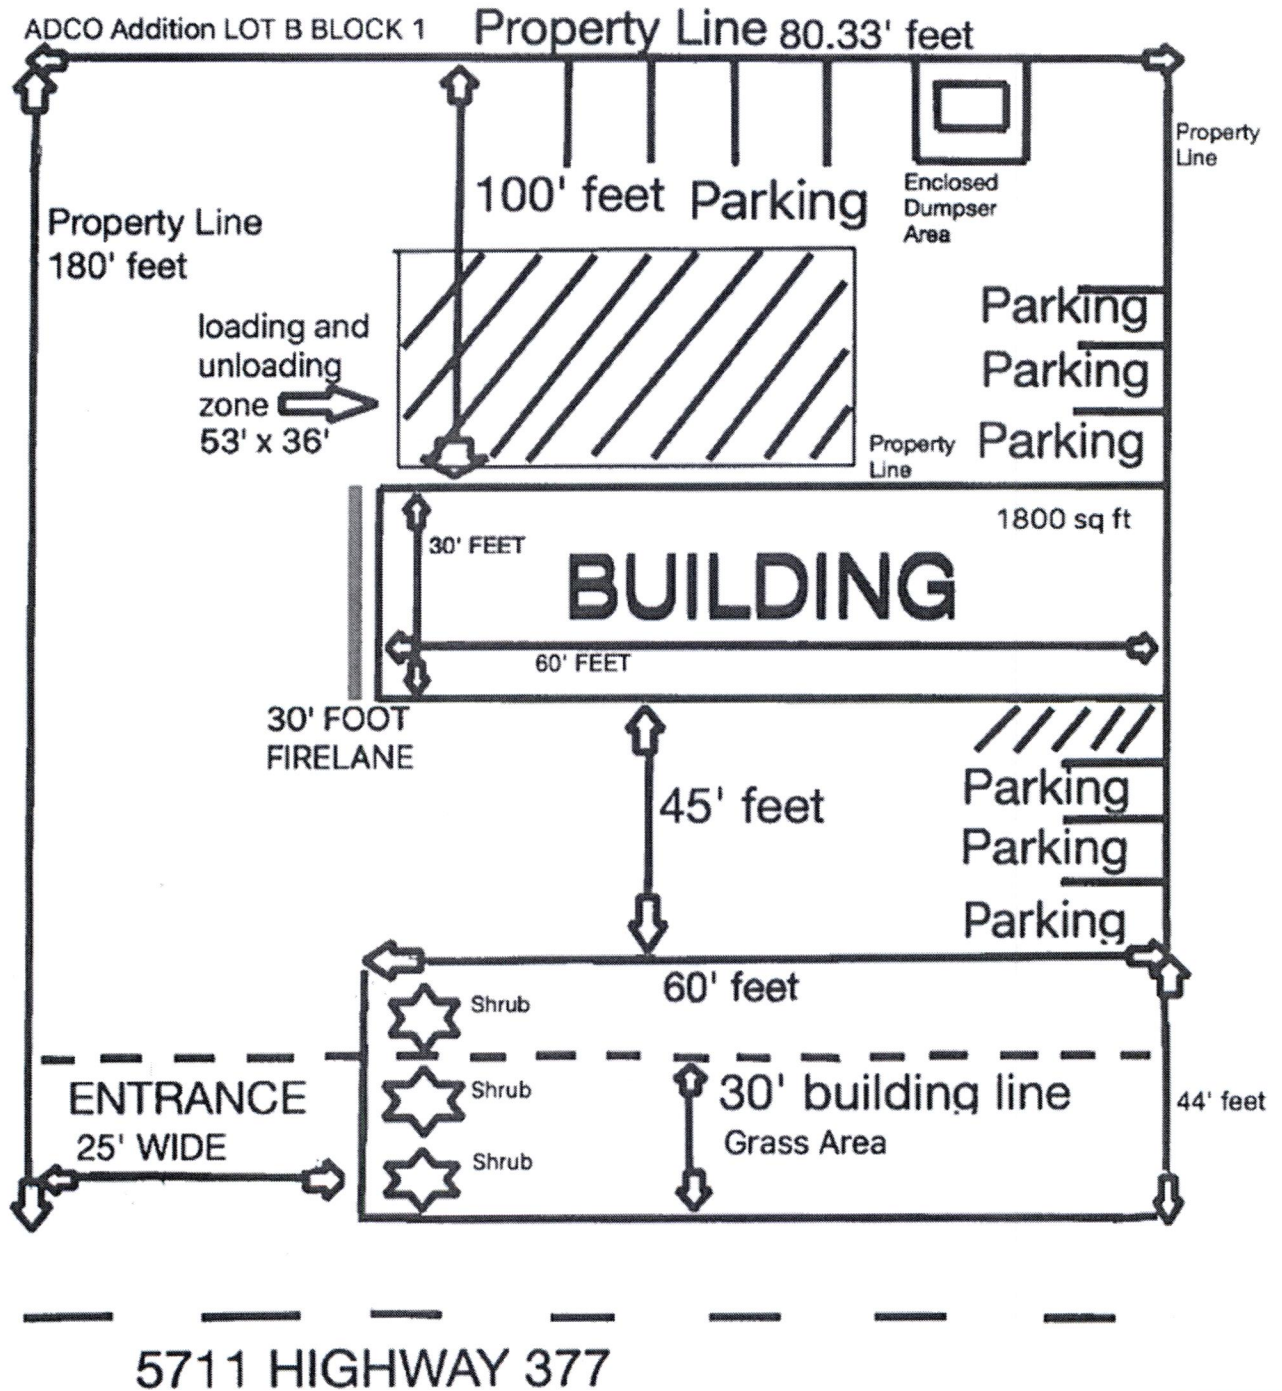 ADCO Addition LOT B BLOCK 1
Property Line 80.33' feet
Property
Line
100' feet Parking
Enclosed
Dumpser
Area
Property Line
180' feet
loading and
unloading
zone
53' x 36'
Parking
Parking
Parking
Property
Line
1800 sq ft
30' FEET
BUILDING
60' FEET
30' FOOT
FIRELANE
45' feet
Parking
Parking
Parking
60' feet
Shrub
ENTRANCE
25' WIDE
Shrub
30' building line
Grass Area
44' feet
Shrub
5711 HIGHWAY 377